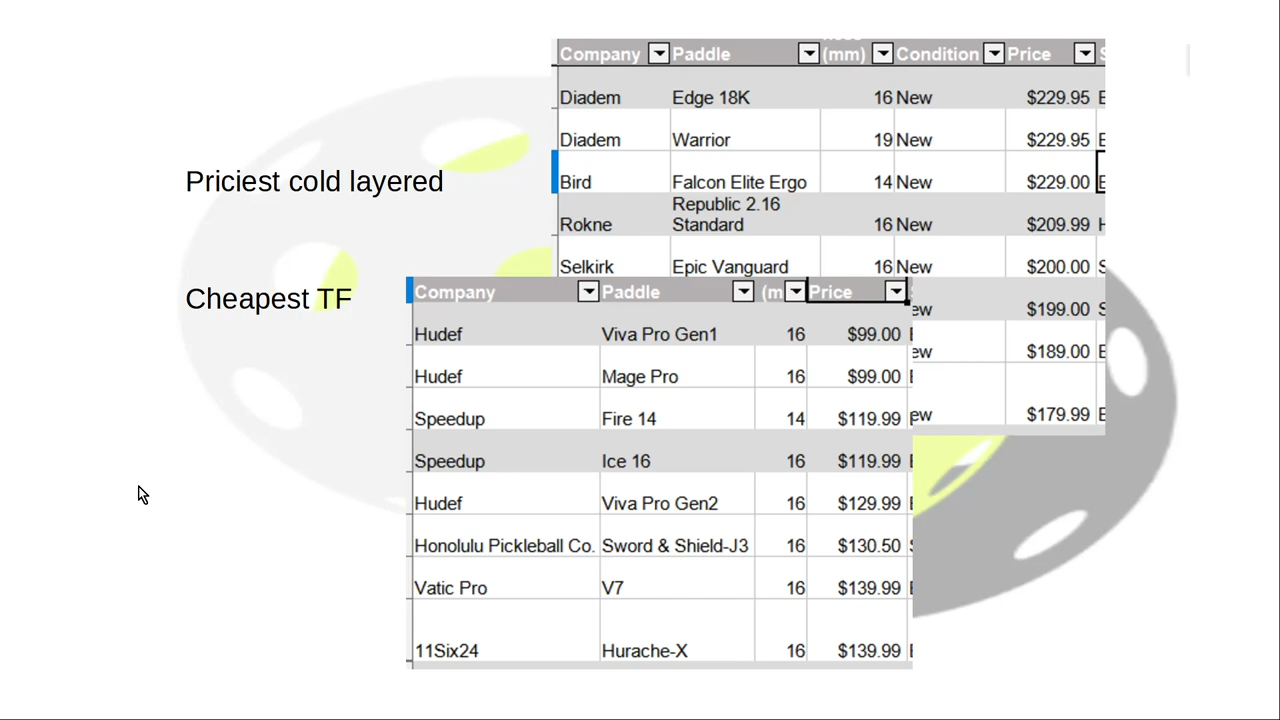 Company Paddle (mm) Condition Price
Diadem Edge 18K 16 New $229.95
Diadem Warrior 19 New $229.95
Priciest cold layered
Bird Falcon Elite Ergo 14 New $229.00
Rokne Republic 2.16 Standard 16 New $209.99
Selkirk Epic Vanguard 16 New $200.00
ew $199.00
ew $189.00
ew $179.99
Cheapest TF
Company Paddle (m Price
Hudef Viva Pro Gen1 16 $99.00
Hudef Mage Pro 16 $99.00
Speedup Fire 14 14 $119.99
Speedup Ice 16 16 $119.99
Hudef Viva Pro Gen2 16 $129.99
Honolulu Pickleball Co. Sword & Shield-J3 16 $130.50
Vatic Pro V7 16 $139.99
11Six24 Hurache-X 16 $139.99